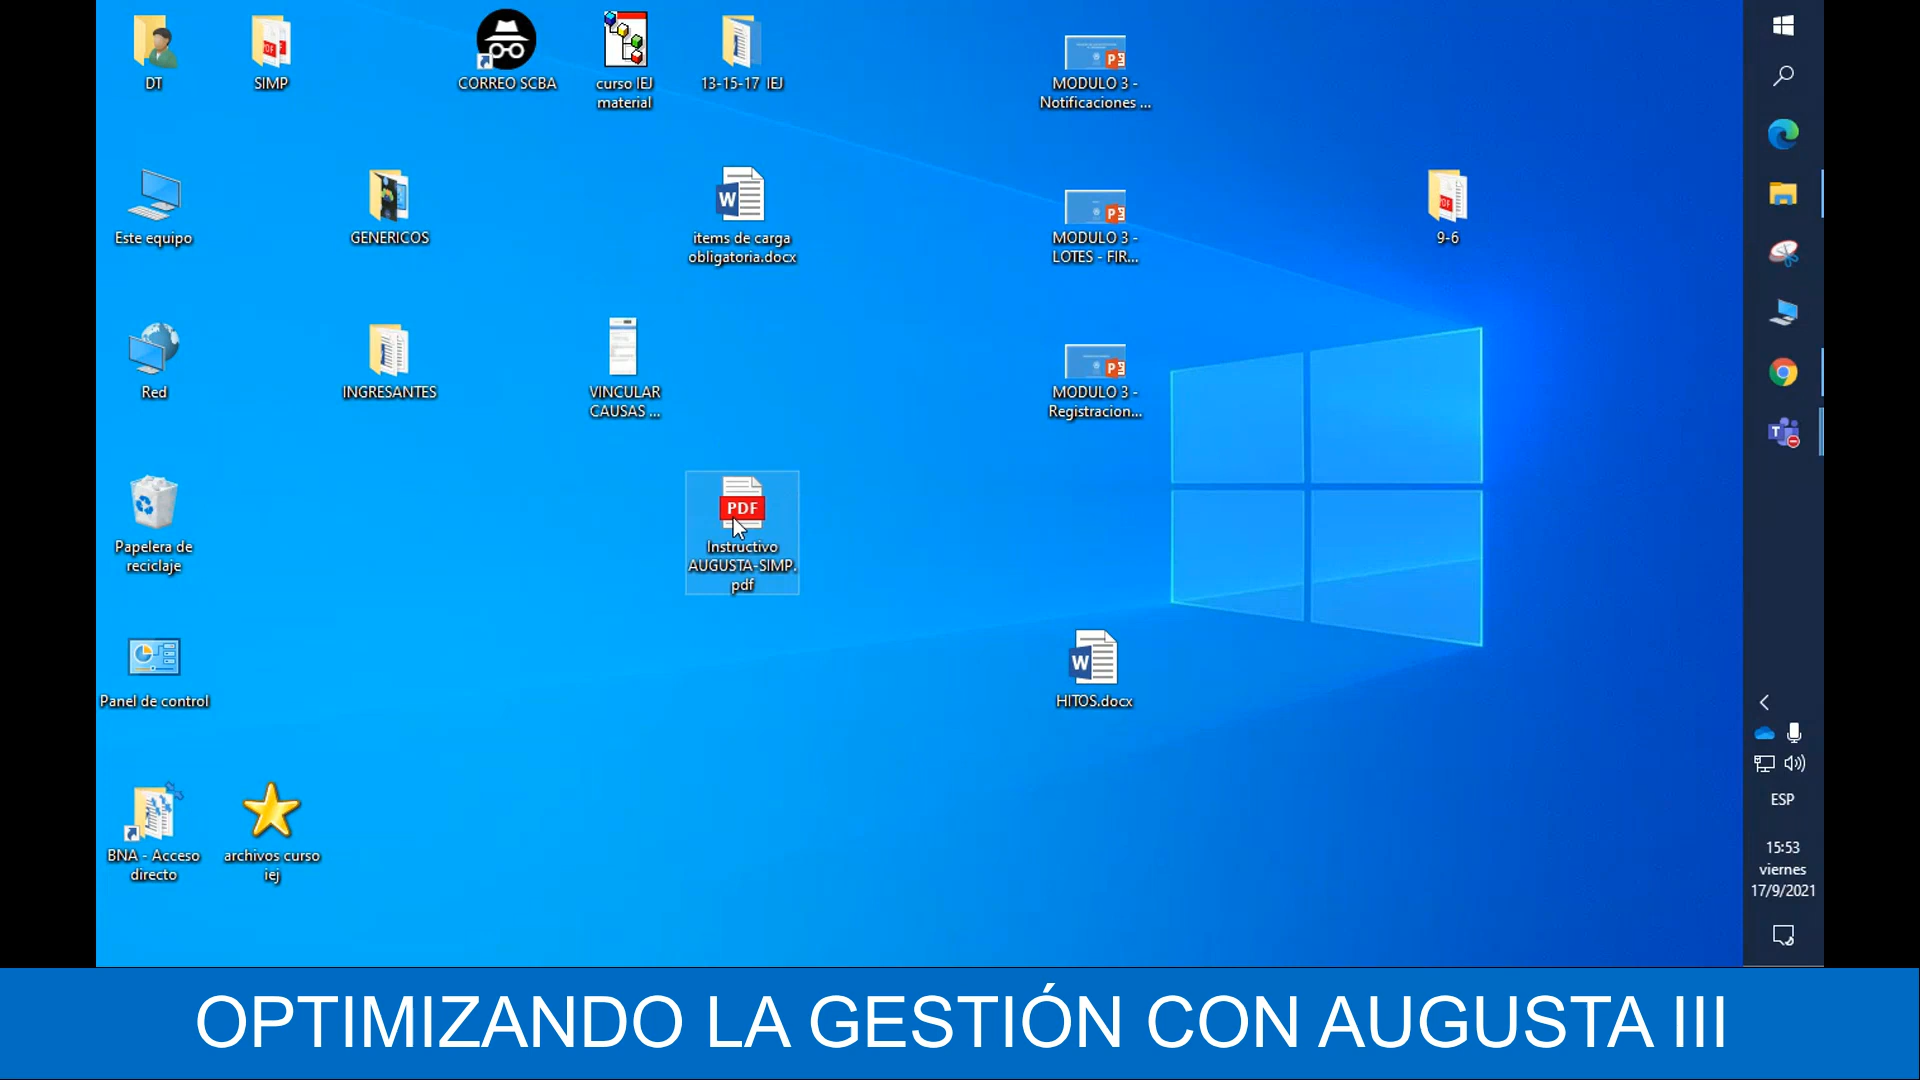 DT
SIMP
CORREO SCBA
curso IEJ
material
13-15-17 IEJ
MODULO 3 -
Notificaciones ...
Este equipo
GENERICOS
W
items de carga
obligatoria.docx
MODULO 3 -
LOTES - FIR...
PDF
9-6
Red
INGRESANTES
VINCULAR
CAUSAS ...
MODULO 3 -
Registracion...
Papelera de
reciclaje
PDF
Instructivo
AUGUSTA-SIMP.
pdf
Panel de control
W
HITOS.docx
BNA - Acceso
directo
archivos curso
iej
ESP
15:53
viernes
17/9/2021
OPTIMIZANDO LA GESTIÓN CON AUGUSTA III